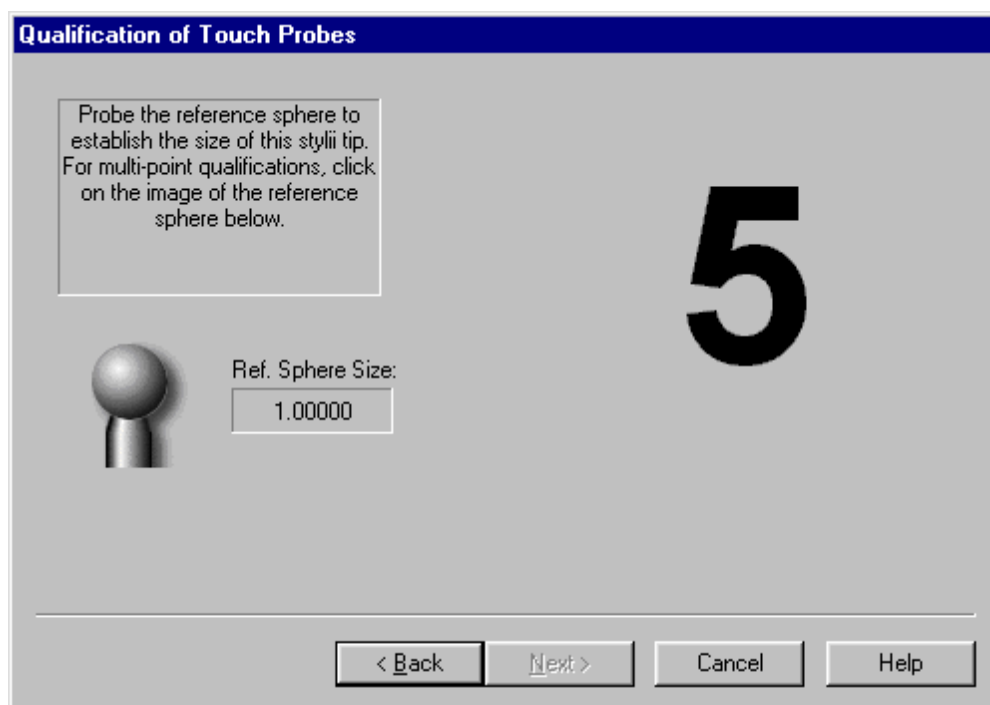 Qualification of Touch Probes
Probe the reference sphere to
establish the size of this stylii tip.
For multi-point qualifications, click
on the image of the reference
sphere below.
5
Ref. Sphere Size:
1.00000
< Back
Next >
Cancel
Help